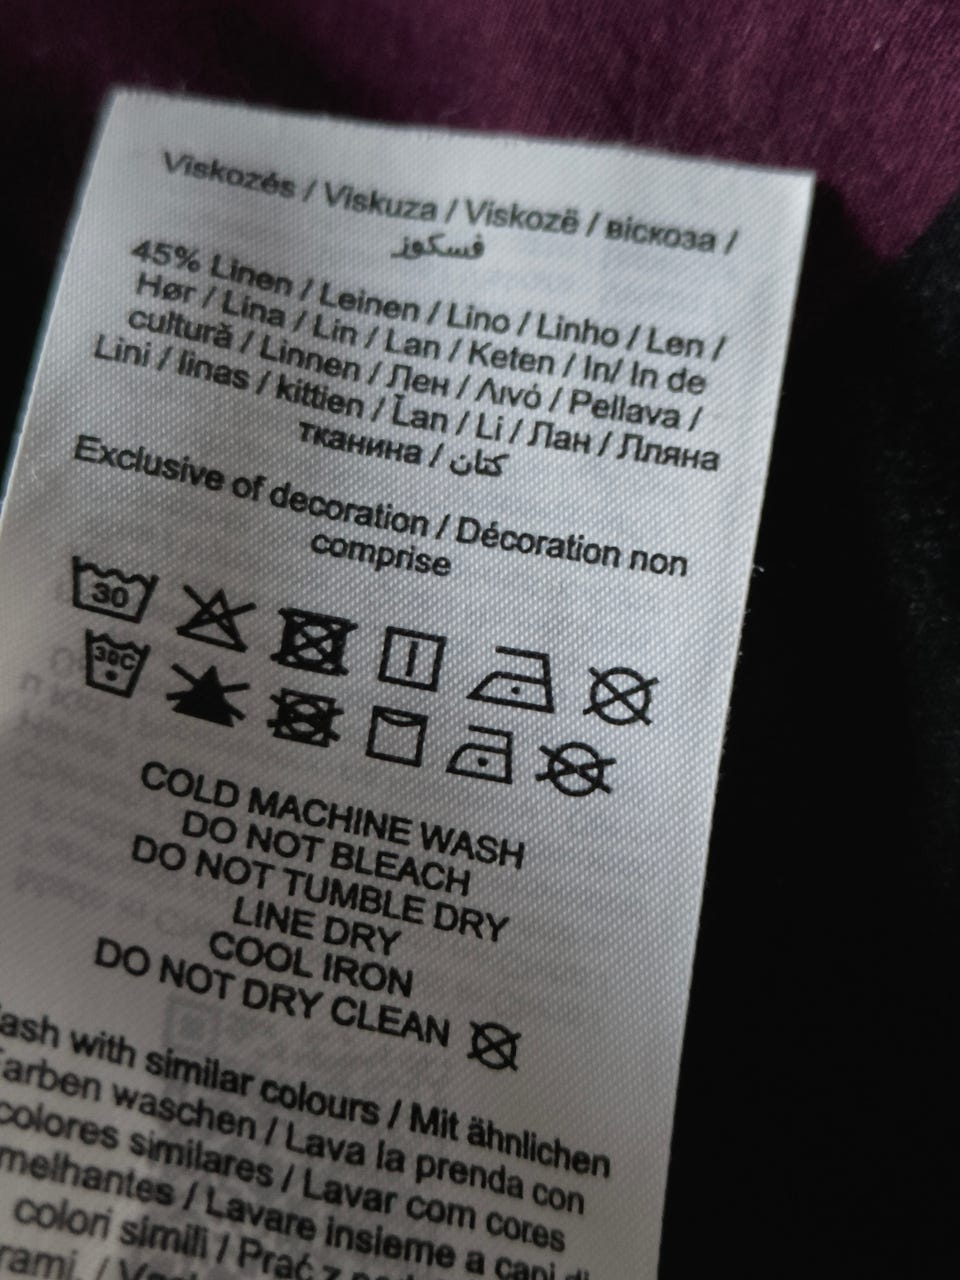 Viskozés / Viskuza / Viskozë / віскоза /
فسكوز
45% Linen / Leinen / Lino / Linho / Len /
Hør / Lina / Lin / Lan / Keten / In/ In de
cultură / Linnen / Лен / Λινό / Pellava /
Lini / linas / kittien / Lan / Li / Лан / Лляна
тканина / كتان
Exclusive of decoration / Décoration non
comprise
30
30C
COLD MACHINE WASH
DO NOT BLEACH
DO NOT TUMBLE DRY
LINE DRY
COOL IRON
DO NOT DRY CLEAN
ash with similar colours / Mit ähnlichen
Farben waschen / Lava la prenda con
colores similares / Lavar com cores
melhantes / Lavare insieme a capi di
colori simili / Prać z
rami. /